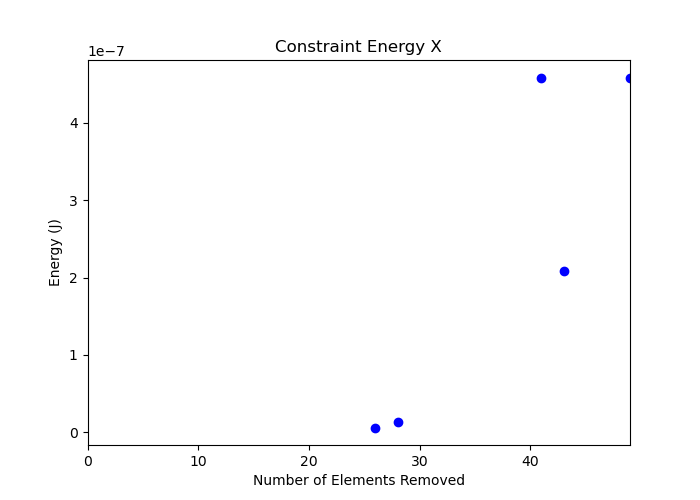 Constraint Energy X
1e−7
4
3
2
1
0
Energy (J)
0 10 20 30 40
Number of Elements Removed